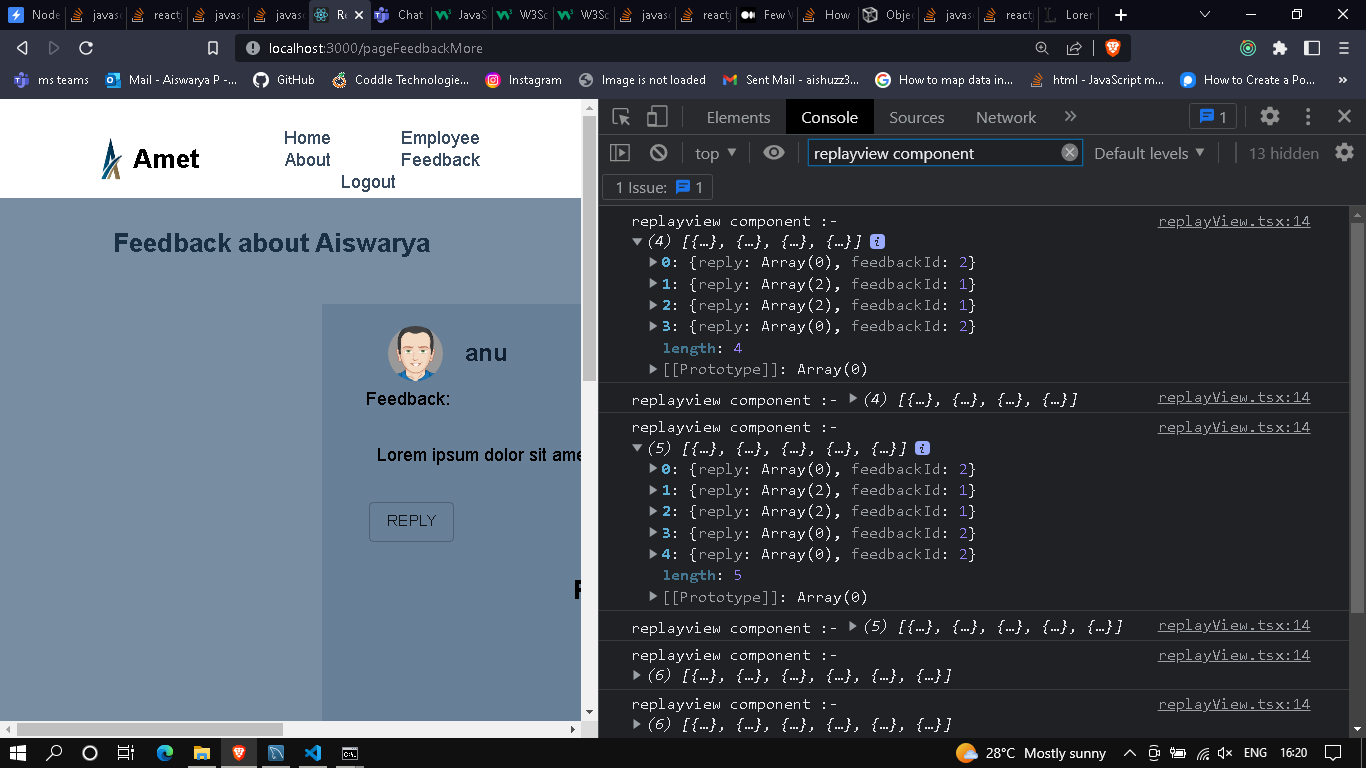 Node javas reactj javas javas Re Chat JavaS W3Sc W3Sc javas reactj Few V How Obje javas reactj Lorer
localhost:3000/pageFeedbackMore
ms teams Mail - Aiswarya P -... GitHub Coddle Technologie... Instagram Image is not loaded Sent Mail - aishuzz3... How to map data in... html - JavaScript m... How to Create a Po... »
Elements Console Sources Network » 1
top replayview component Default levels 13 hidden
1 Issue: 1
Amet
Home Employee
About Feedback
Logout
Feedback about Aiswarya
anu
Feedback:
Lorem ipsum dolor sit ame
REPLY
replayview component :- replayView.tsx:14
(4) [{…}, {…}, {…}, {…}] i
0: {reply: Array(0), feedbackId: 2}
1: {reply: Array(2), feedbackId: 1}
2: {reply: Array(2), feedbackId: 1}
3: {reply: Array(0), feedbackId: 2}
length: 4
[[Prototype]]: Array(0)
replayview component :- (4) [{…}, {…}, {…}, {…}] replayView.tsx:14
replayview component :- replayView.tsx:14
(5) [{…}, {…}, {…}, {…}, {…}] i
0: {reply: Array(0), feedbackId: 2}
1: {reply: Array(2), feedbackId: 1}
2: {reply: Array(2), feedbackId: 1}
3: {reply: Array(0), feedbackId: 2}
4: {reply: Array(0), feedbackId: 2}
length: 5
[[Prototype]]: Array(0)
replayview component :- (5) [{…}, {…}, {…}, {…}, {…}] replayView.tsx:14
replayview component :- replayView.tsx:14
(6) [{…}, {…}, {…}, {…}, {…}, {…}]
replayview component :- replayView.tsx:14
(6) [{…}, {…}, {…}, {…}, {…}, {…}]
28°C Mostly sunny ENG 16:20